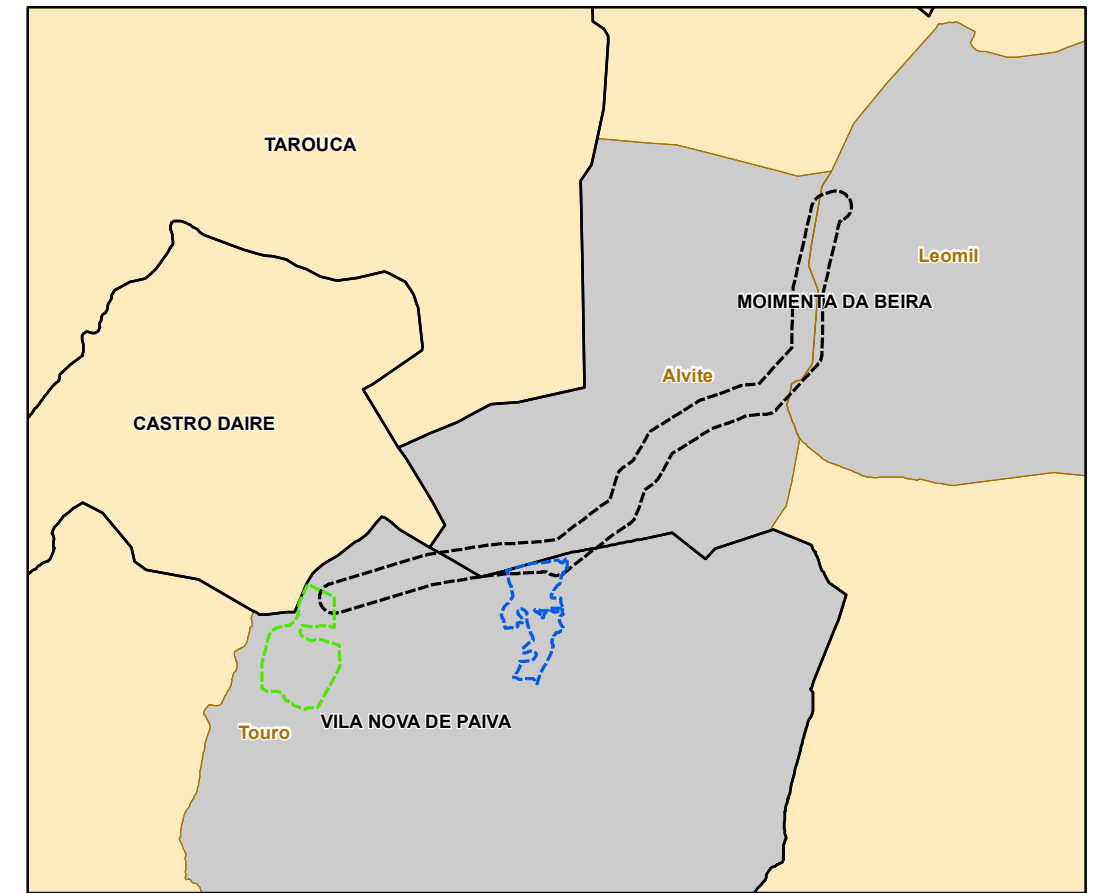 TAROUCA
Leomil
MOIMENTA DA BEIRA
Alvite
CASTRO DAIRE
VILA NOVA DE PAIVA
Touro